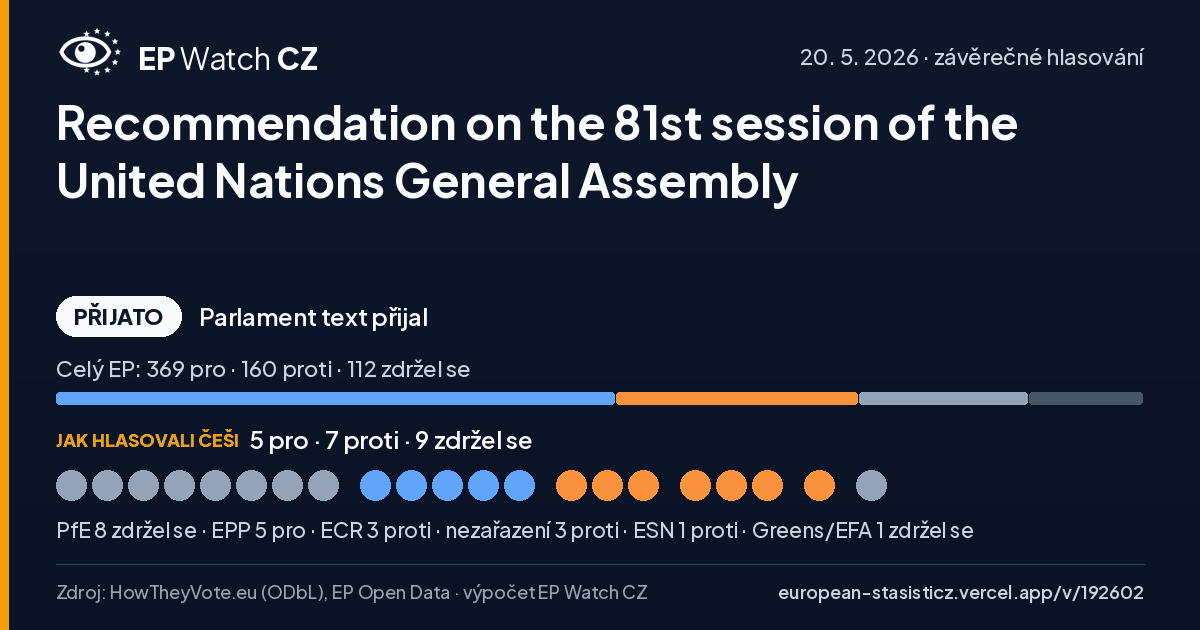 EP Watch CZ
20. 5. 2026 · závěrečné hlasování
Recommendation on the 81st session of the
United Nations General Assembly
PŘIJATO Parlament text přijal
Celý EP: 369 pro · 160 proti · 112 zdržel se
JAK HLASOVALI ČEŠI 5 pro · 7 proti · 9 zdržel se
PfE 8 zdržel se · EPP 5 pro · ECR 3 proti · nezařazení 3 proti · ESN 1 proti · Greens/EFA 1 zdržel se
Zdroj: HowTheyVote.eu (ODbL), EP Open Data · výpočet EP Watch CZ
european-stasisticz.vercel.app/v/192602